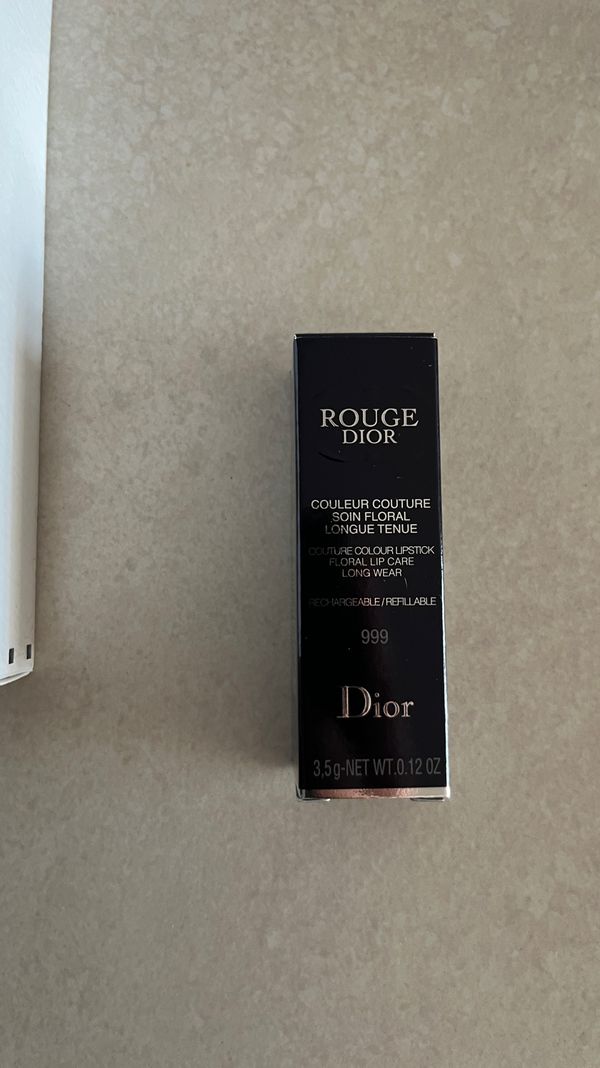 ROUGE
DIOR
COULEUR COUTURE
SOIN FLORAL
LONGUE TENUE
COUTURE COLOUR LIPSTICK
FLORAL LIP CARE
LONG WEAR
RECHARGEABLE/REFILLABLE
999
Dior
3,5 g-NET WT.0.12 OZ